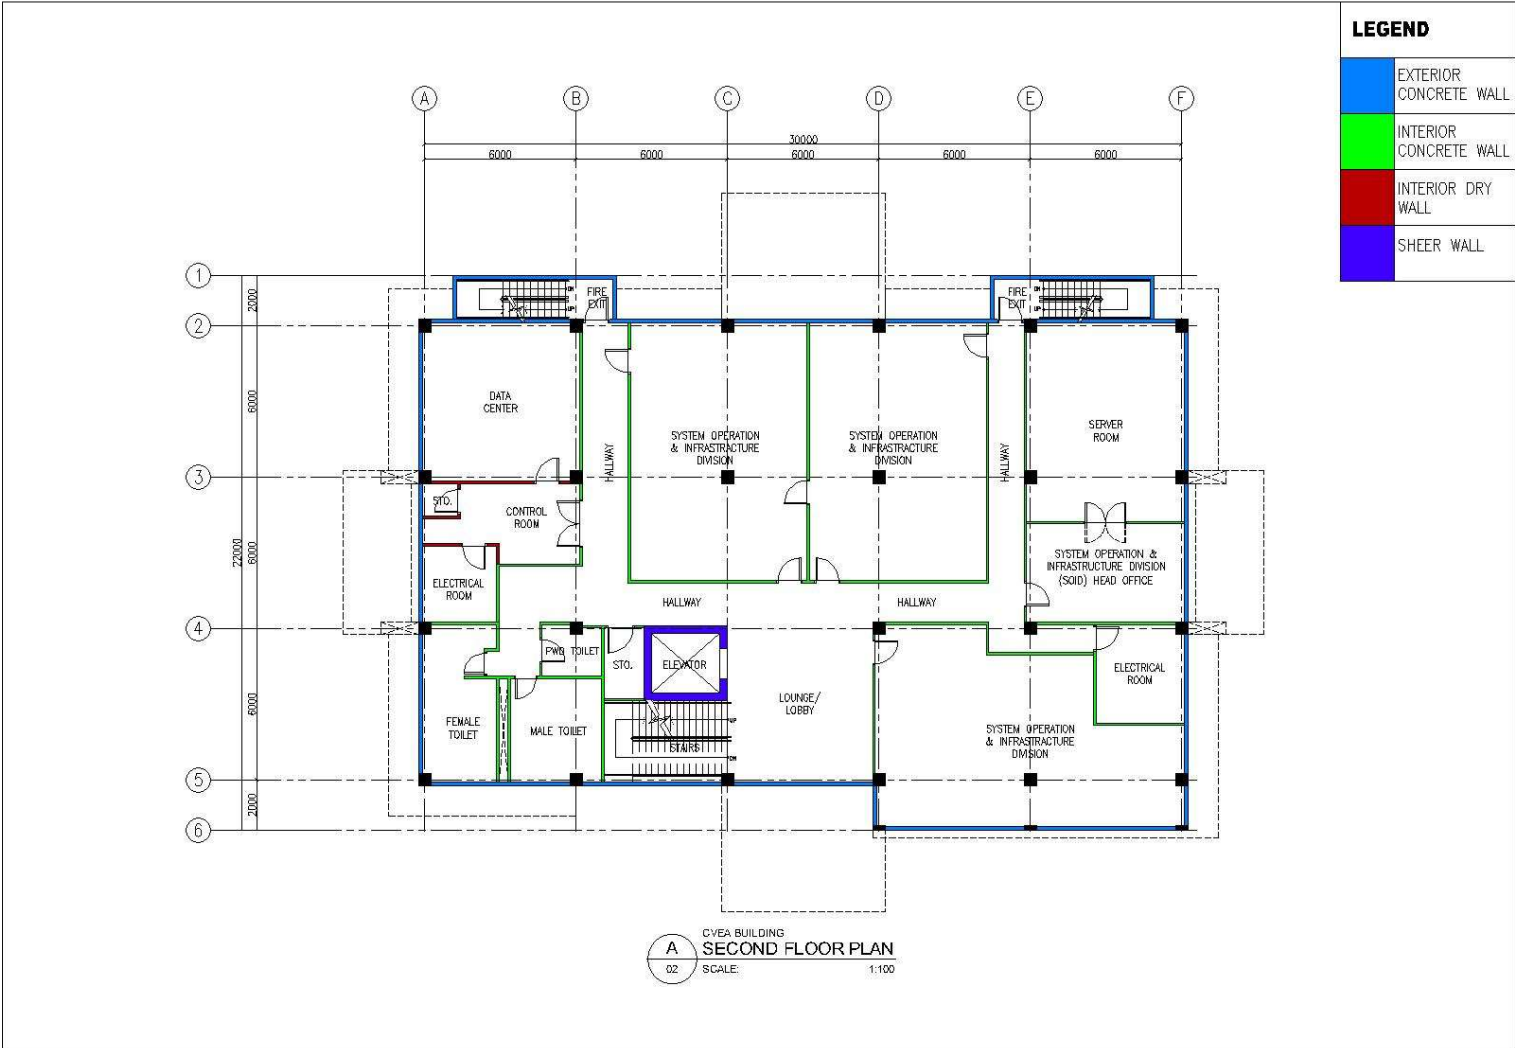 LEGEND
EXTERIOR
CONCRETE WALL
INTERIOR
CONCRETE WALL
INTERIOR DRY
WALL
SHEER WALL
A
B
C
D
E
F
30000
6000
6000
6000
6000
6000
1
2
3
4
5
6
2000
6000
22000
6000
6000
2000
FIRE
EXIT
FIRE
EXIT
DATA
CENTER
HALLWAY
SYSTEM OPERATION
& INFRASTRACTURE
DIVISION
SYSTEM OPERATION
& INFRASTRACTURE
DIVISION
HALLWAY
SERVER
ROOM
STO.
CONTROL
ROOM
ELECTRICAL
ROOM
SYSTEM OPERATION &
INFRASTRUCTURE DIVISION
(SOID) HEAD OFFICE
HALLWAY
HALLWAY
PWD TOILET
STO.
ELEVATOR
ELECTRICAL
ROOM
LOUNGE/
LOBBY
FEMALE
TOILET
MALE TOILET
STAIRS
SYSTEM OPERATION
& INFRASTRACTURE
DIVISION
A
02
CVEA BUILDING
SECOND FLOOR PLAN
SCALE:
1:100